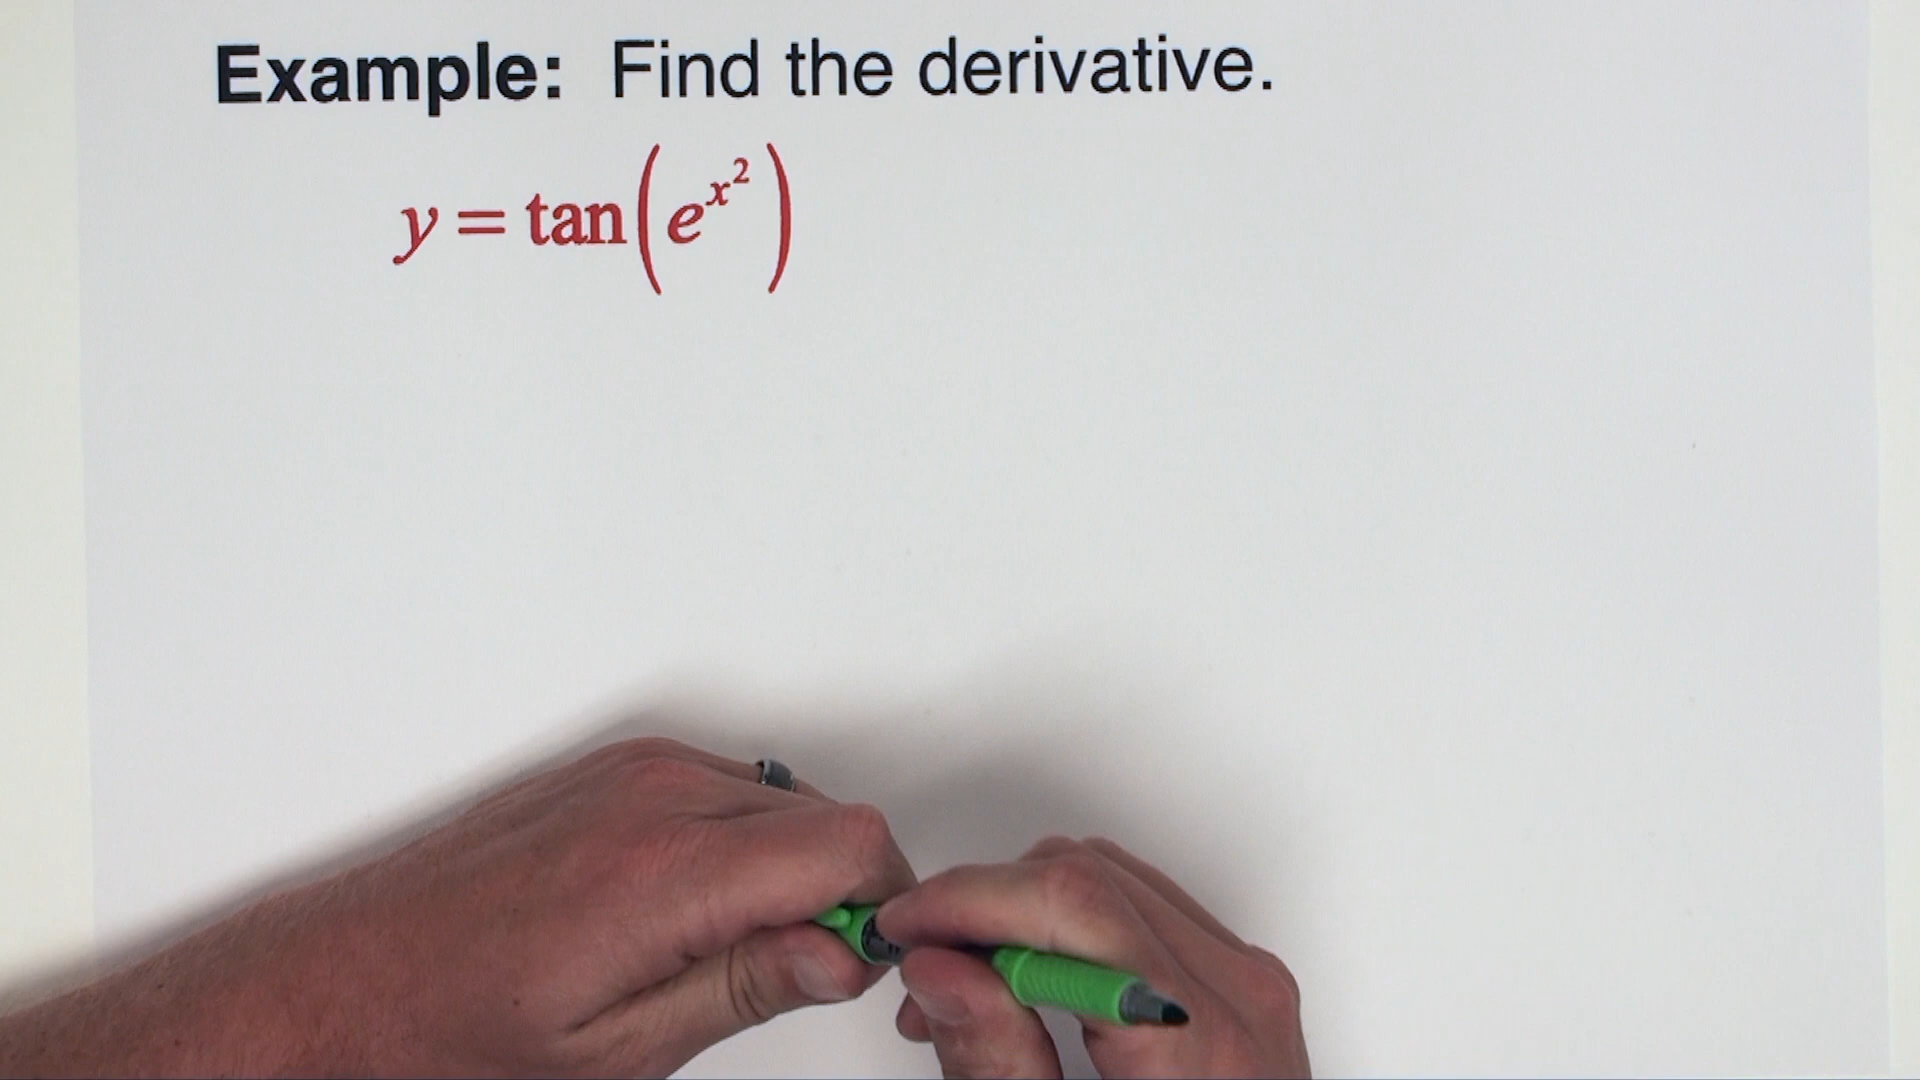 Example: Find the derivative.
y = tan(e^{x^2})